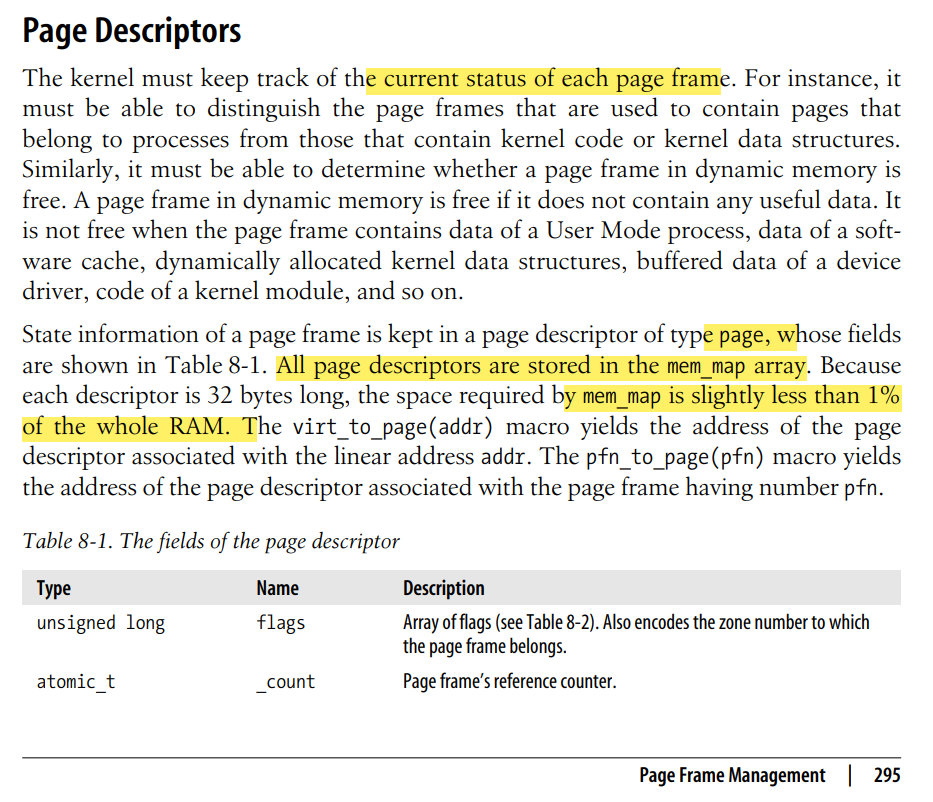 Page Descriptors
The kernel must keep track of the current status of each page frame. For instance, it
must be able to distinguish the page frames that are used to contain pages that
belong to processes from those that contain kernel code or kernel data structures.
Similarly, it must be able to determine whether a page frame in dynamic memory is
free. A page frame in dynamic memory is free if it does not contain any useful data. It
is not free when the page frame contains data of a User Mode process, data of a soft-
ware cache, dynamically allocated kernel data structures, buffered data of a device
driver, code of a kernel module, and so on.
State information of a page frame is kept in a page descriptor of type page, whose fields
are shown in Table 8-1. All page descriptors are stored in the mem_map array. Because
each descriptor is 32 bytes long, the space required by mem_map is slightly less than 1%
of the whole RAM. The virt_to_page(addr) macro yields the address of the page
descriptor associated with the linear address addr. The pfn_to_page(pfn) macro yields
the address of the page descriptor associated with the page frame having number pfn.
Table 8-1. The fields of the page descriptor
Type Name Description
unsigned long flags Array of flags (see Table 8-2). Also encodes the zone number to which
the page frame belongs.
atomic_t _count Page frame's reference counter.
Page Frame Management | 295